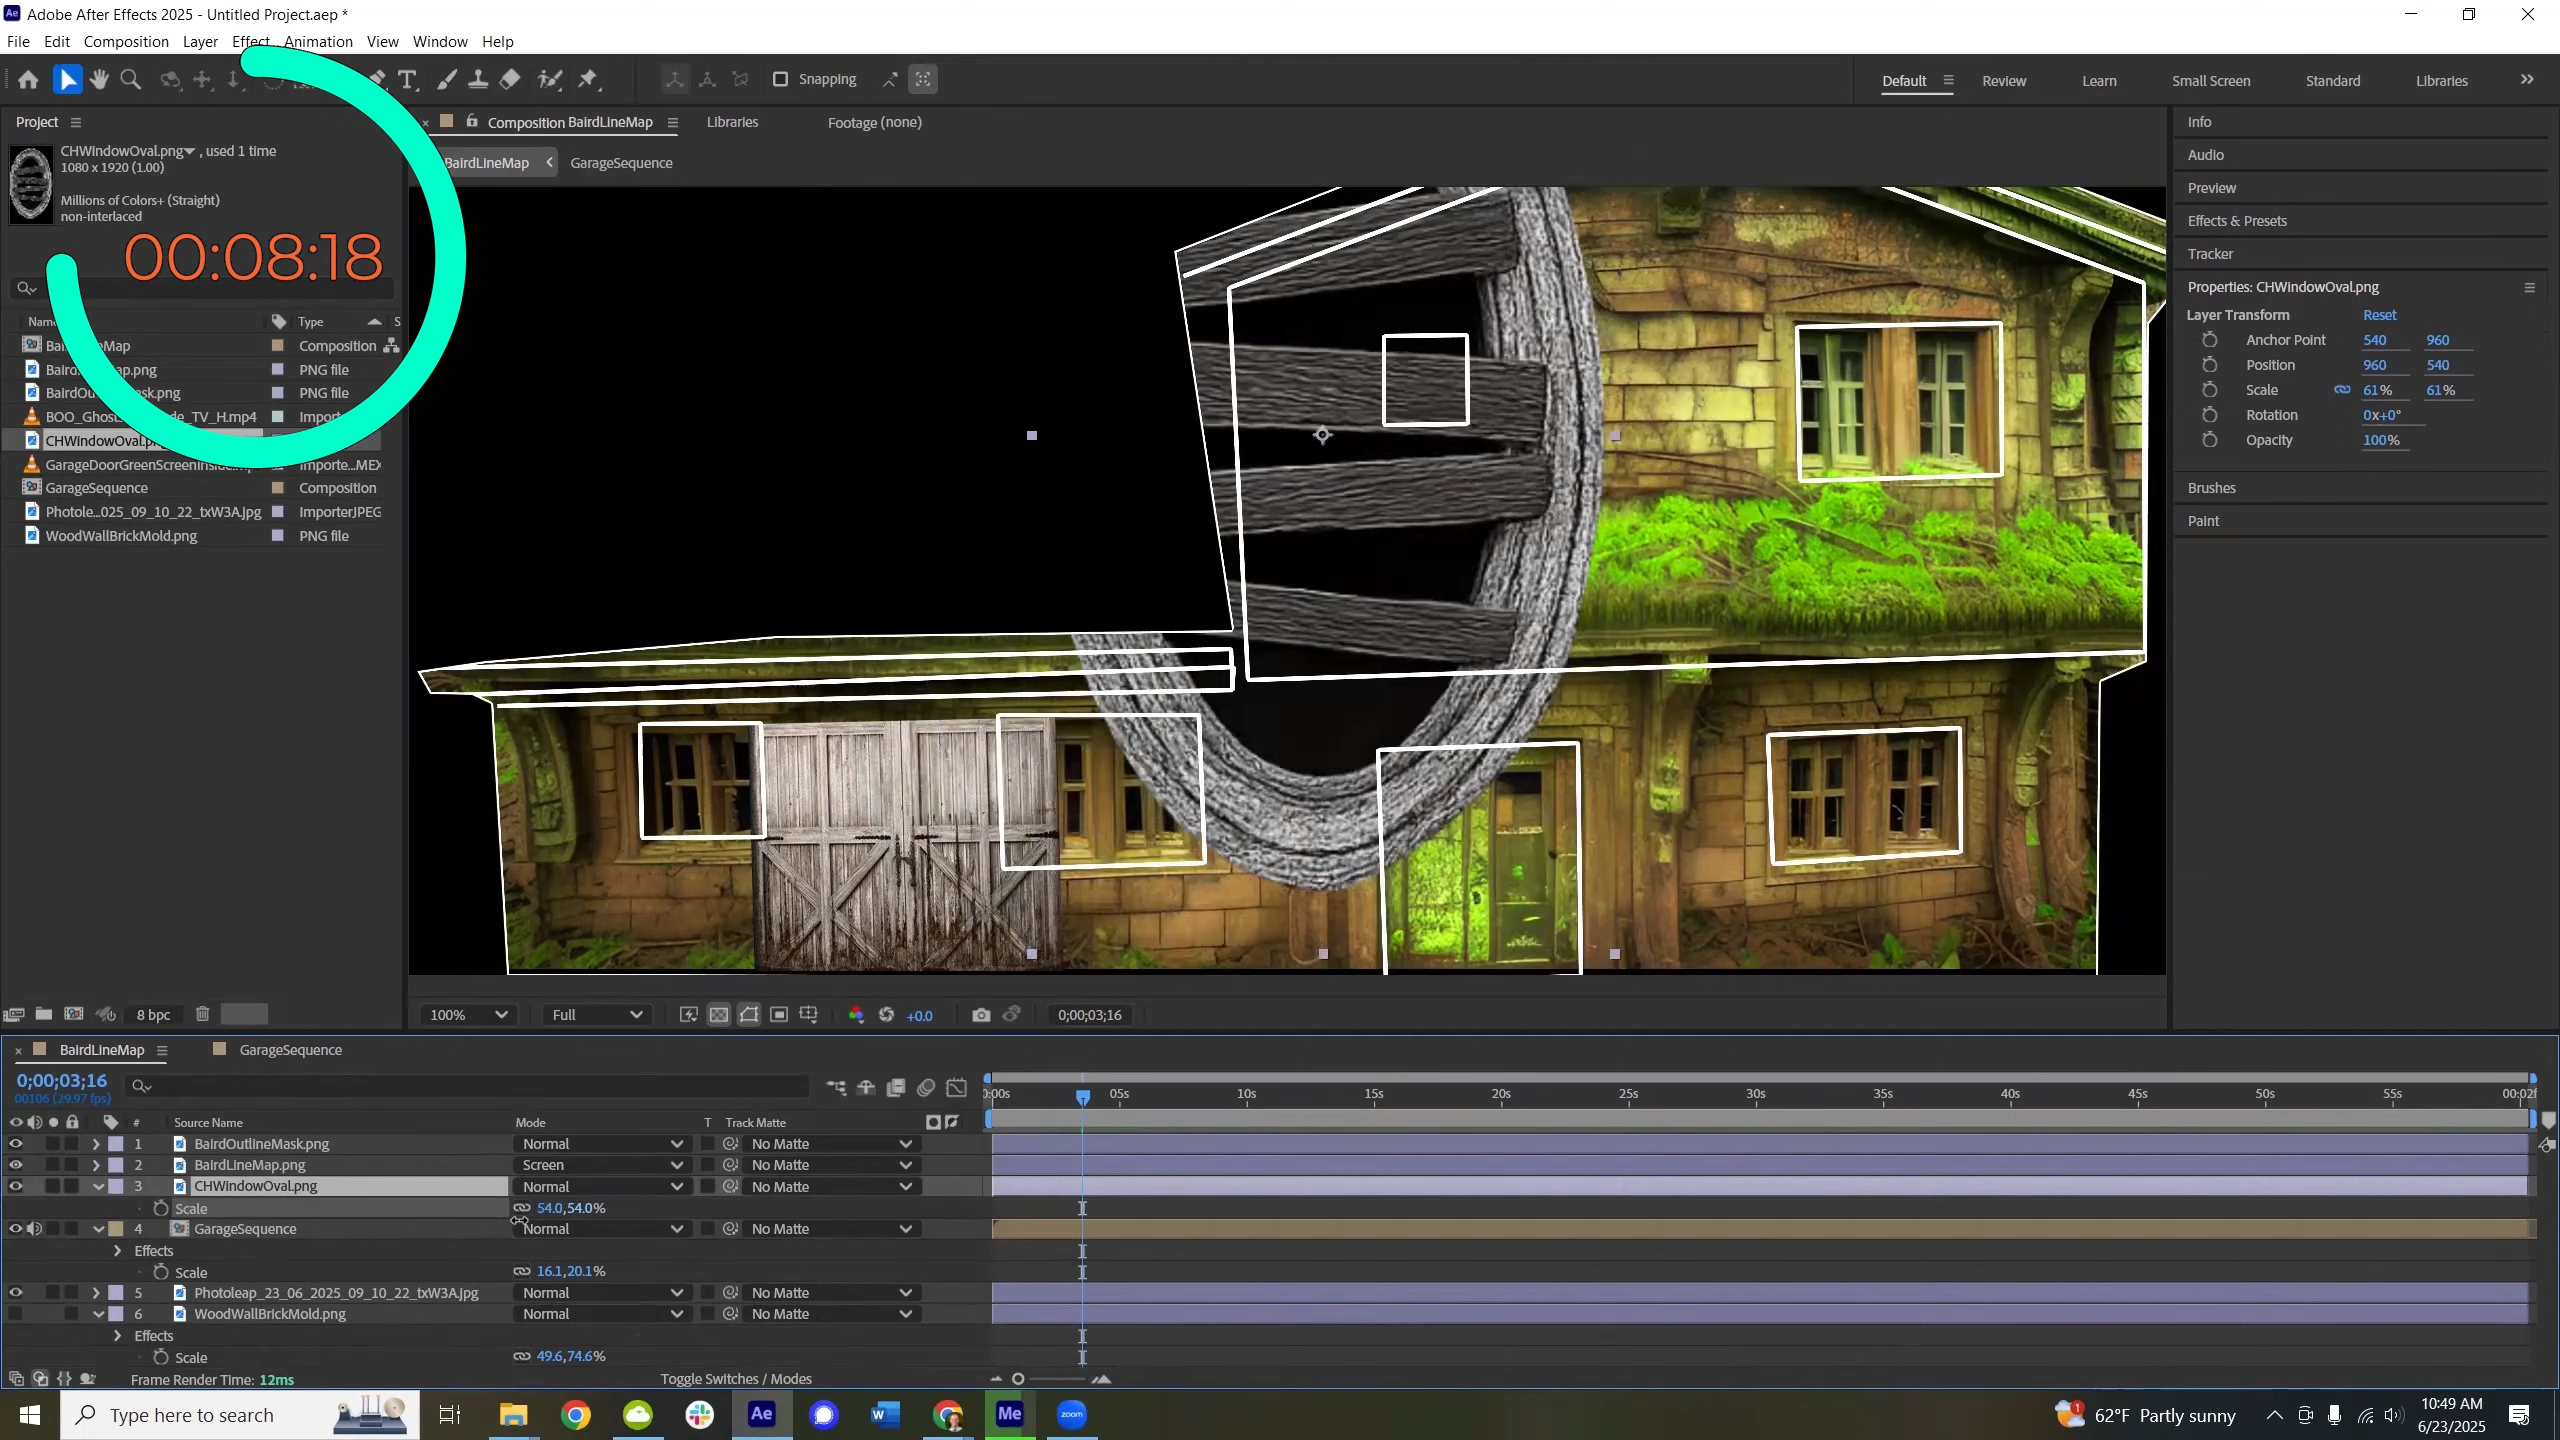 Adobe After Effects 2025 - Untitled Project.aep *
File Edit Composition Layer Effect Animation View Window Help
Snapping
Default Review Learn Small Screen Standard Libraries
Project
Composition BairdLineMap Libraries Footage (none)
CHWindowOval.png , used 1 time
1080 x 1920 (1.00)
Millions of Colors+ (Straight)
non-interlaced
00:08:18
BairdLineMap GarageSequence
Type
Composition
PNG file
PNG file
CHWindowOval.png
GarageSequence Composition
Photole...025_09_10_22_txW3A.jpg ImporterJPEG
WoodWallBrickMold.png PNG file
8 bpc
Info
Audio
Preview
Effects & Presets
Tracker
Properties: CHWindowOval.png
Layer Transform Reset
Anchor Point 540 960
Position 960 540
Scale 61% 61%
Rotation 0x+0°
Opacity 100%
Brushes
Paint
100% Full +0.0 0;00;03;16
BairdLineMap GarageSequence
0;00;03;16
00106 (29.97 fps)
05s 10s 15s 20s 25s 30s 35s 40s 45s 50s 55s
# Source Name Mode T Track Matte
1 BairdOutlineMask.png Normal No Matte
2 BairdLineMap.png Screen No Matte
3 CHWindowOval.png Normal No Matte
Scale 54.0,54.0%
4 GarageSequence Normal No Matte
Effects
Scale 16.1,20.1%
5 Photoleap_23_06_2025_09_10_22_txW3A.jpg Normal No Matte
6 WoodWallBrickMold.png Normal No Matte
Effects
Scale 49.6,74.6%
Frame Render Time: 12ms Toggle Switches / Modes
Type here to search
Ae
W
Me
zoom
1
62°F Partly sunny
10:49 AM
6/23/2025